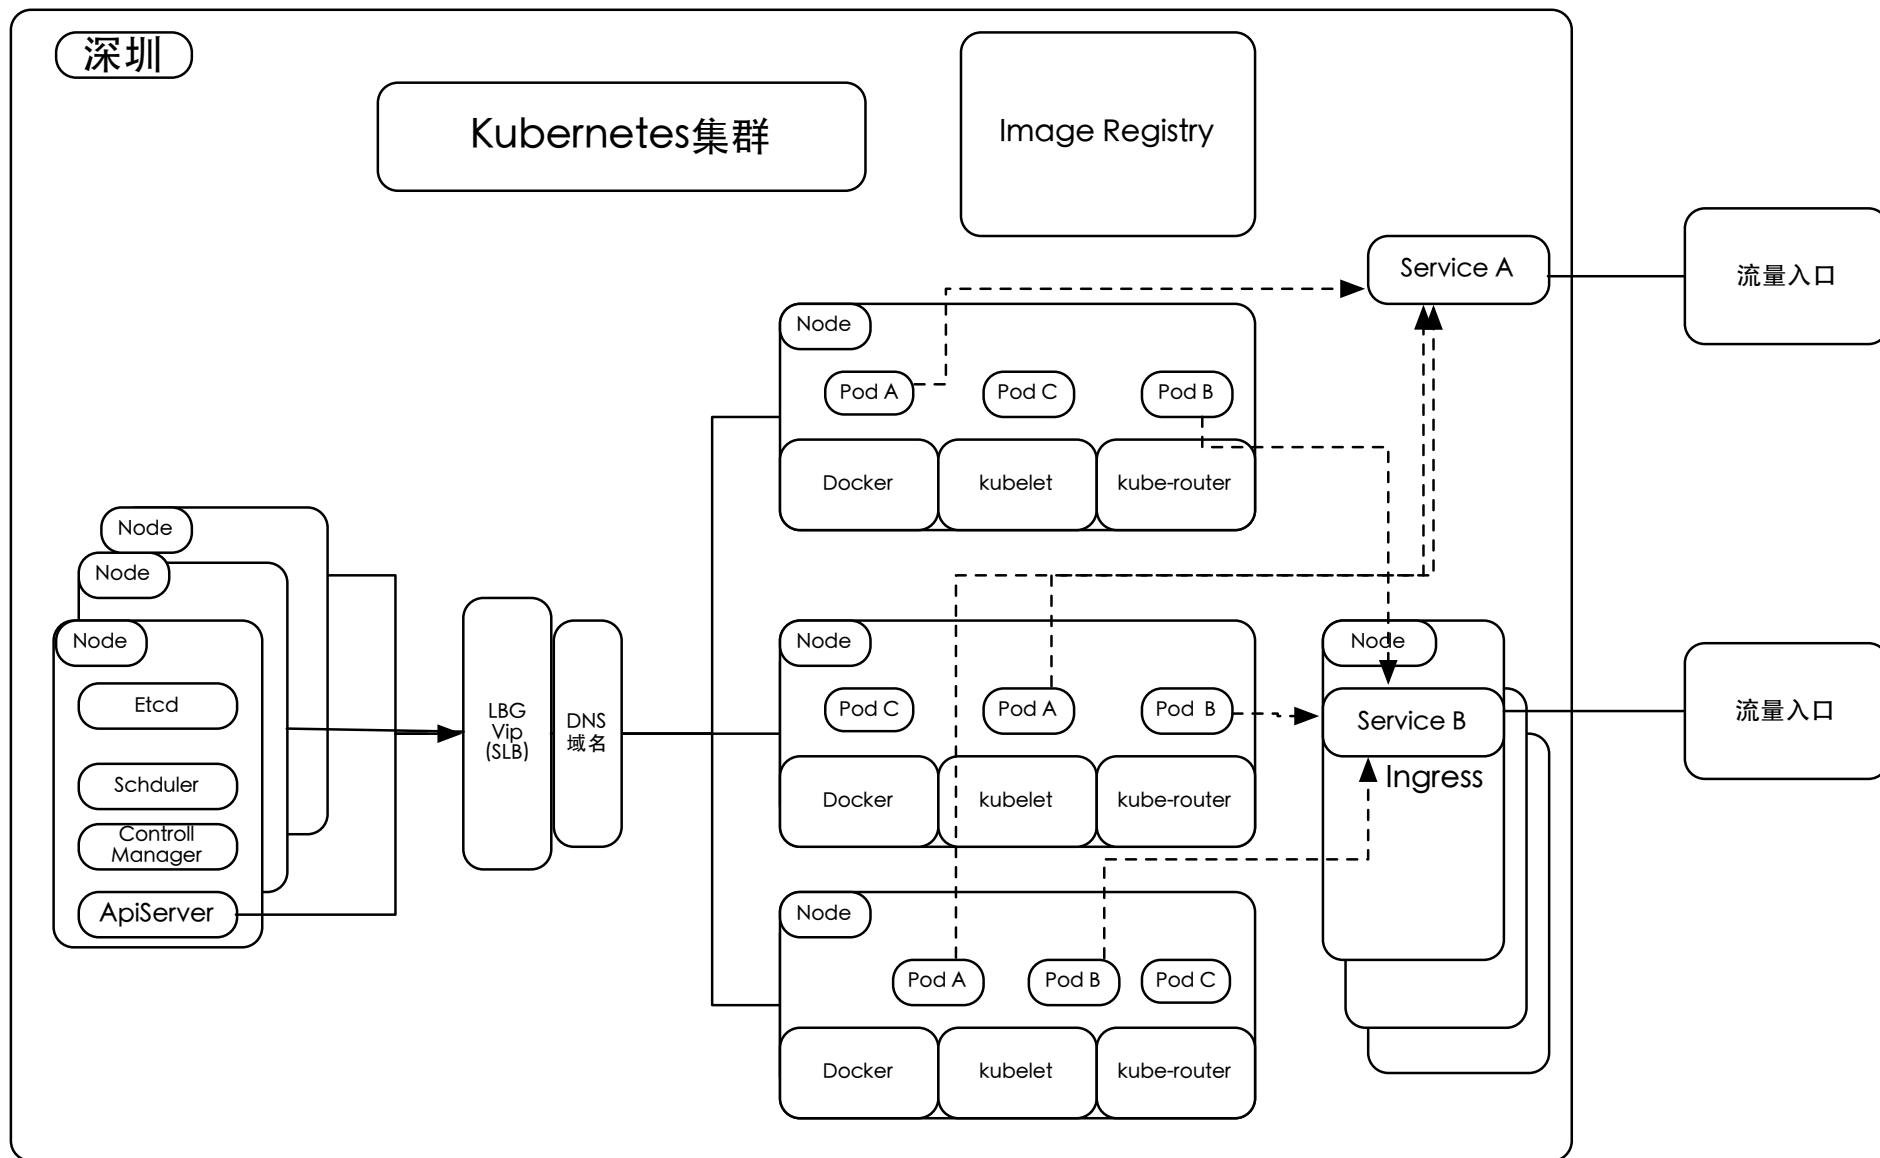 深圳
Kubernetes集群
Image Registry
Service A
流量入口
Node
Pod A
Pod C
Pod B
Docker
kubelet
kube-router
Node
Node
Node
Etcd
Schduler
Controll
Manager
ApiServer
LBG
Vip
(SLB)
DNS
域名
Node
Pod C
Pod A
Pod B
Docker
kubelet
kube-router
Node
Service B
Ingress
流量入口
Node
Pod A
Pod B
Pod C
Docker
kubelet
kube-router